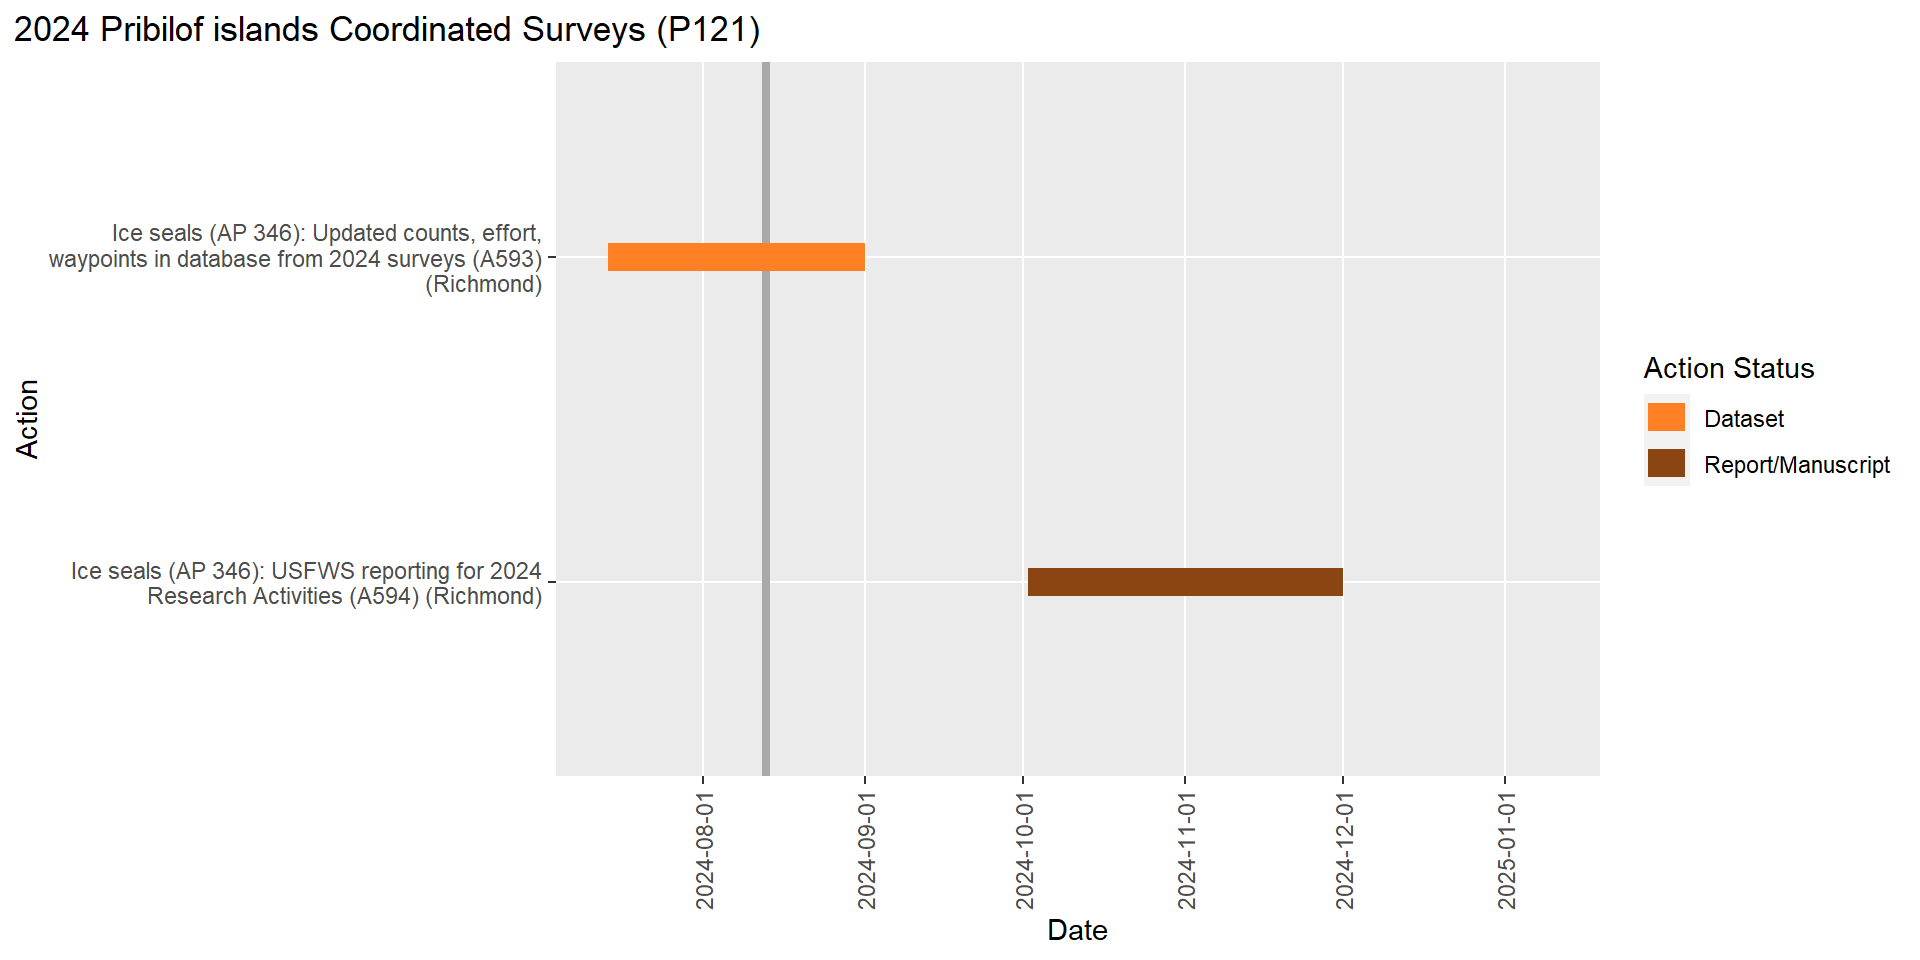 2024 Pribilof islands Coordinated Surveys (P121)
Ice seals (AP 346): Updated counts, effort,
waypoints in database from 2024 surveys (A593)
(Richmond)
Action
Ice seals (AP 346): USFWS reporting for 2024
Research Activities (A594) (Richmond)
Action Status
Dataset
Report/Manuscript
2024-08-01
2024-09-01
2024-10-01
2024-11-01
2024-12-01
2025-01-01
Date